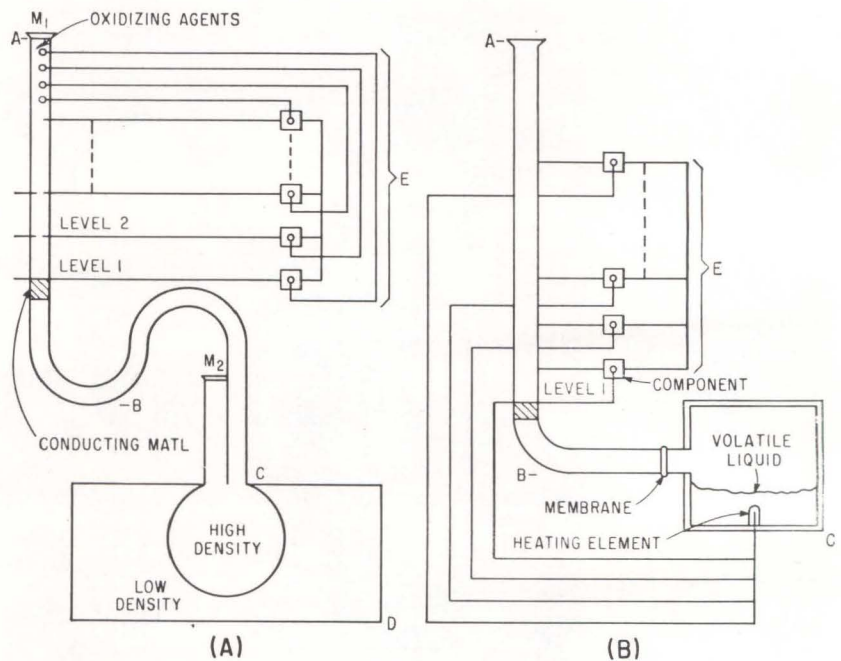 M1
OXIDIZING AGENTS
A-
E
LEVEL 2
LEVEL 1
M2
-B
CONDUCTING MATL
C
HIGH
DENSITY
LOW
DENSITY
D
(A)
A-
E
LEVEL I
COMPONENT
VOLATILE
LIQUID
B-
MEMBRANE
HEATING ELEMENT
C
(B)